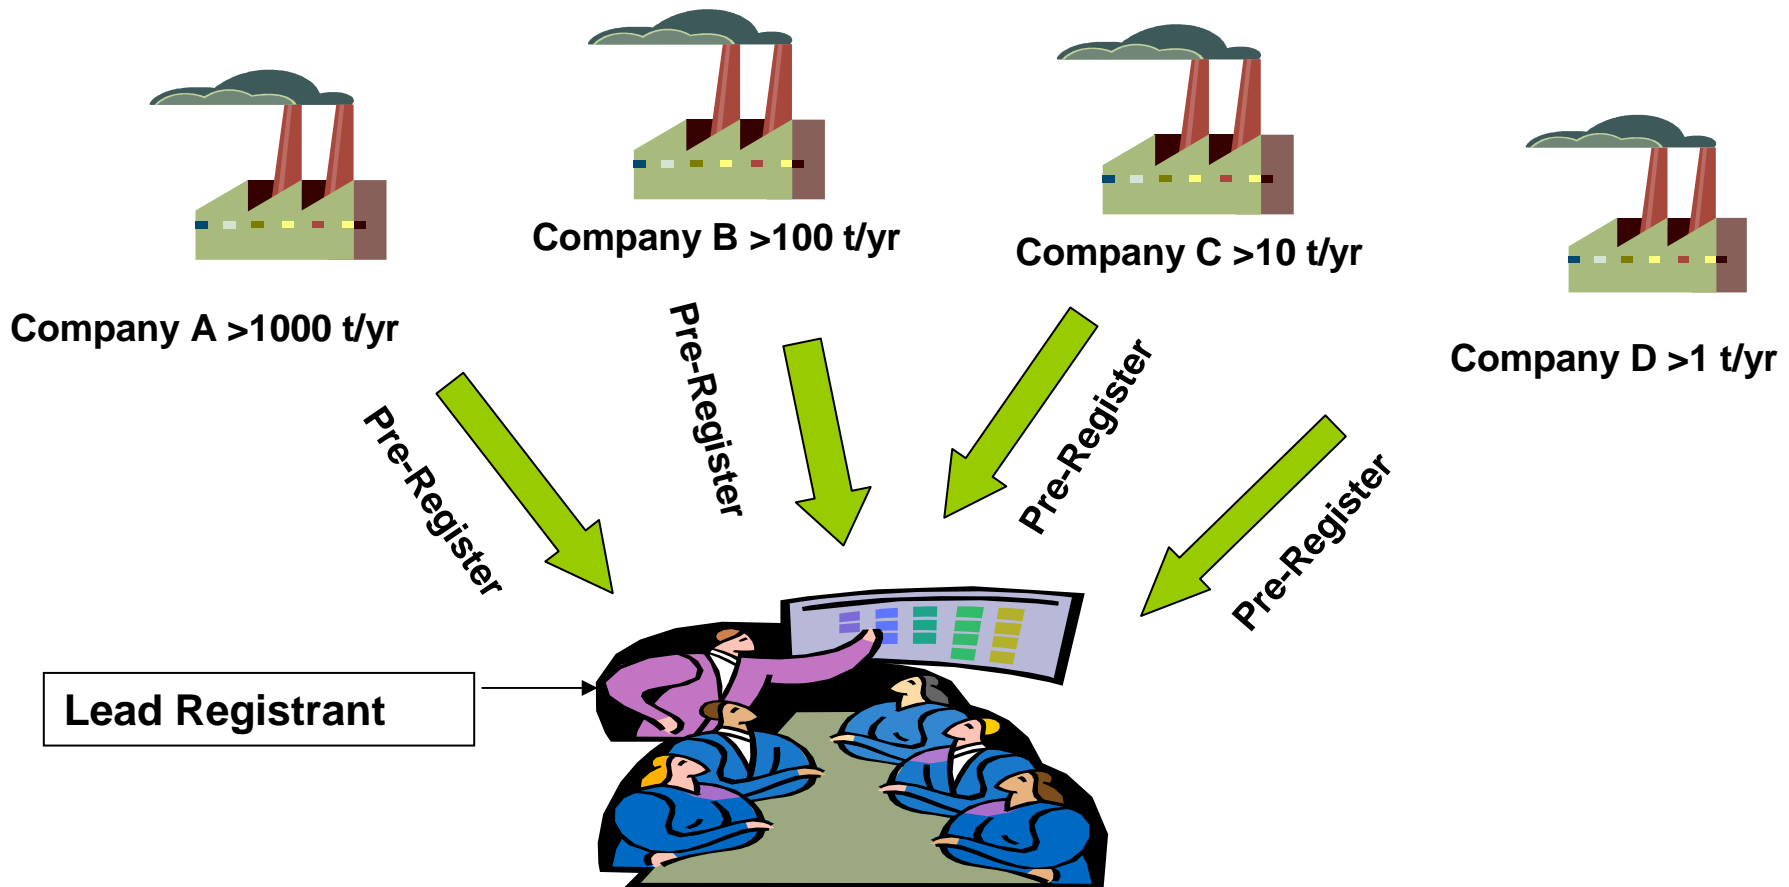 Company B >100 t/yr
Company C >10 t/yr
Company A >1000 t/yr
Company D >1 t/yr
Pre-Register
Pre-Register
Pre-Register
Pre-Register
Lead Registrant